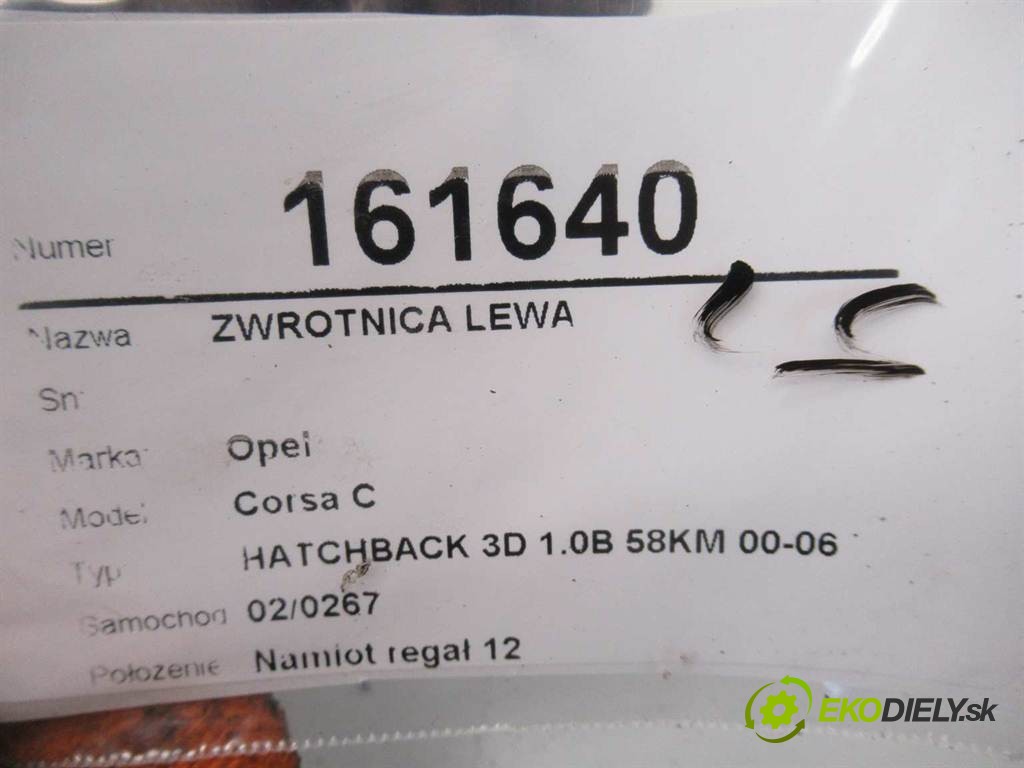 Numer 161640
Nazwa ZWROTNICA LEWA
Sn
Marka Opel
Model Corsa C
Typ HATCHBACK 3D 1.0B 58KM 00-06
Samochod 02/0267
Położenie Namiot regał 12
EKODIELY.sk